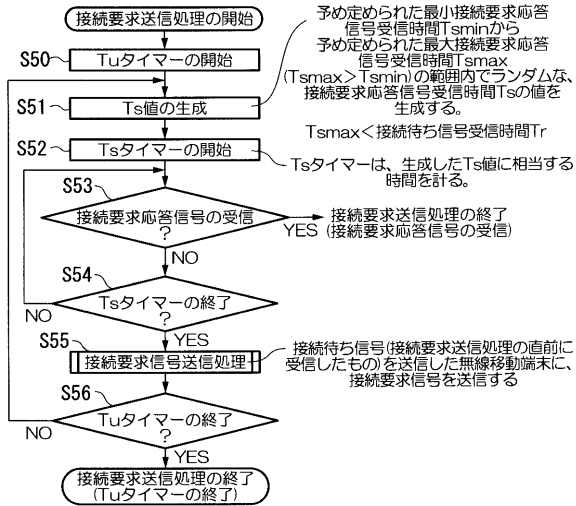 接続要求送信処理の開始
S50
Tuタイマーの開始
予め定められた最小接続要求応答
信号受信時間Tsminから
予め定められた最大接続要求応答
信号受信時間Tsmax
(Tsmax＞Tsmin)の範囲内でランダムな、
接続要求応答信号受信時間Tsの値を
生成する。
S51
Ts値の生成
Tsmax＜接続待ち信号受信時間Tr
S52
Tsタイマーの開始
Tsタイマーは、生成したTs値に相当する
時間を計る。
S53
接続要求応答信号の受信
?
YES
接続要求送信処理の終了
(接続要求応答信号の受信)
NO
S54
Tsタイマーの終了
?
NO
YES
S55
接続要求信号送信処理
接続待ち信号(接続要求送信処理の直前に
受信したもの)を送信した無線移動端末に、
接続要求信号を送信する
S56
Tuタイマーの終了
?
NO
YES
接続要求送信処理の終了
(Tuタイマーの終了)